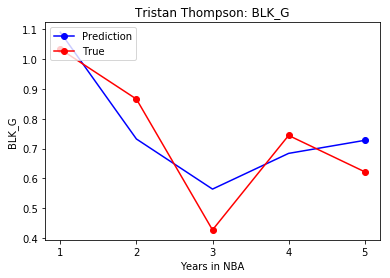 Tristan Thompson: BLK_G
Prediction
True
BLK_G
1.1
1.0
0.9
0.8
0.7
0.6
0.5
0.4
1 2 3 4 5
Years in NBA